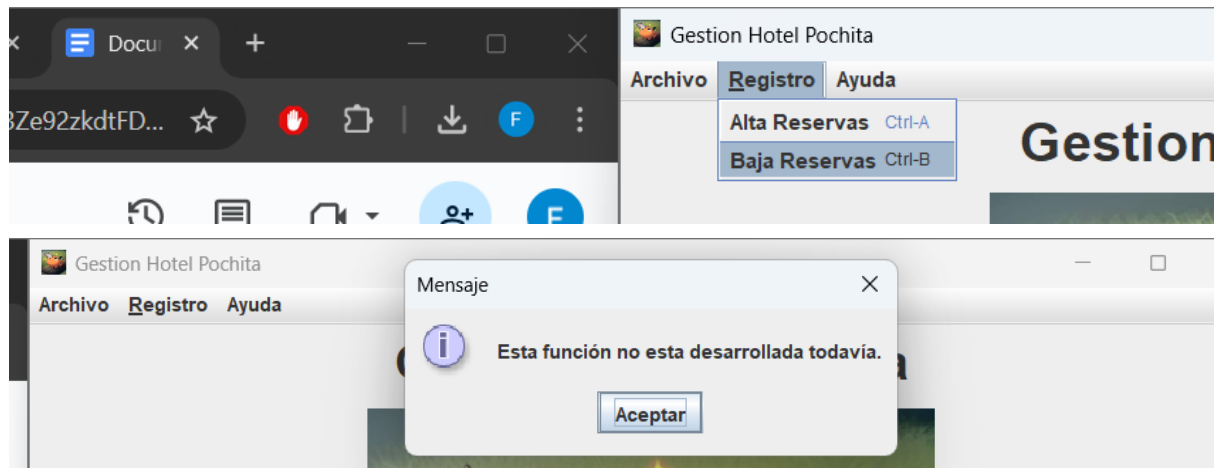 Docu
Gestion Hotel Pochita
Archivo Registro Ayuda
3Ze92zkdtFD...
F
Alta Reservas Ctrl-A
Baja Reservas Ctrl-B
Gestion
Gestion Hotel Pochita
Archivo Registro Ayuda
Mensaje
Esta función no esta desarrollada todavía.
Aceptar